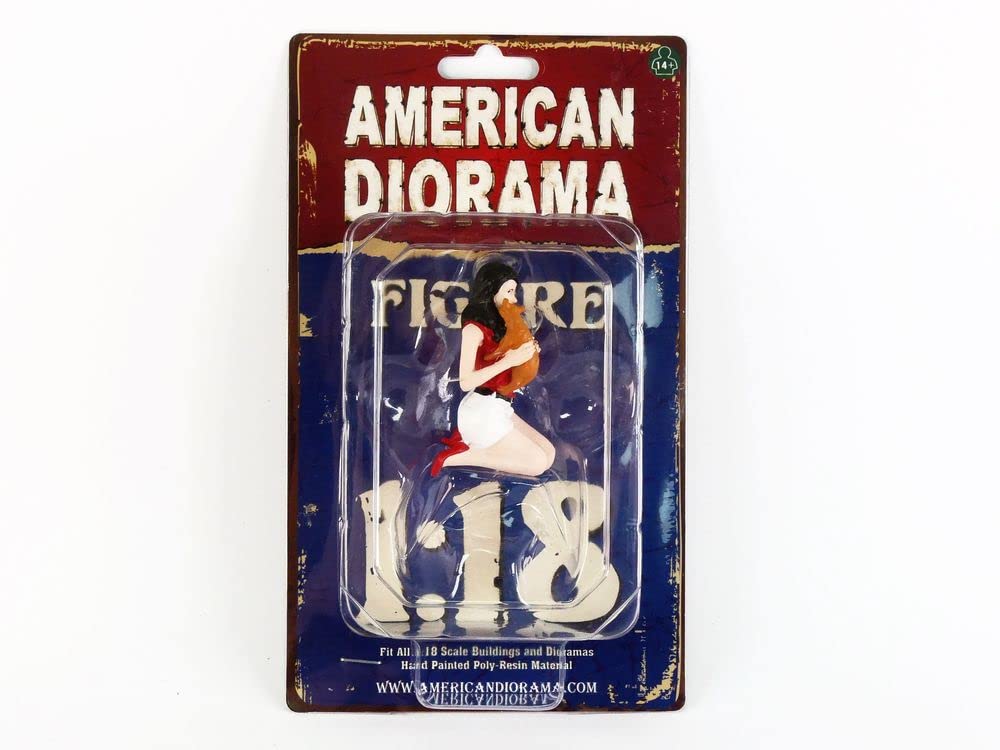 14+
AMERICAN
DIORAMA
FIGURE
1:18
Fit All 1:18 Scale Buildings and Dioramas
Hand Painted Poly-Resin Material
WWW.AMERICANDIORAMA.COM